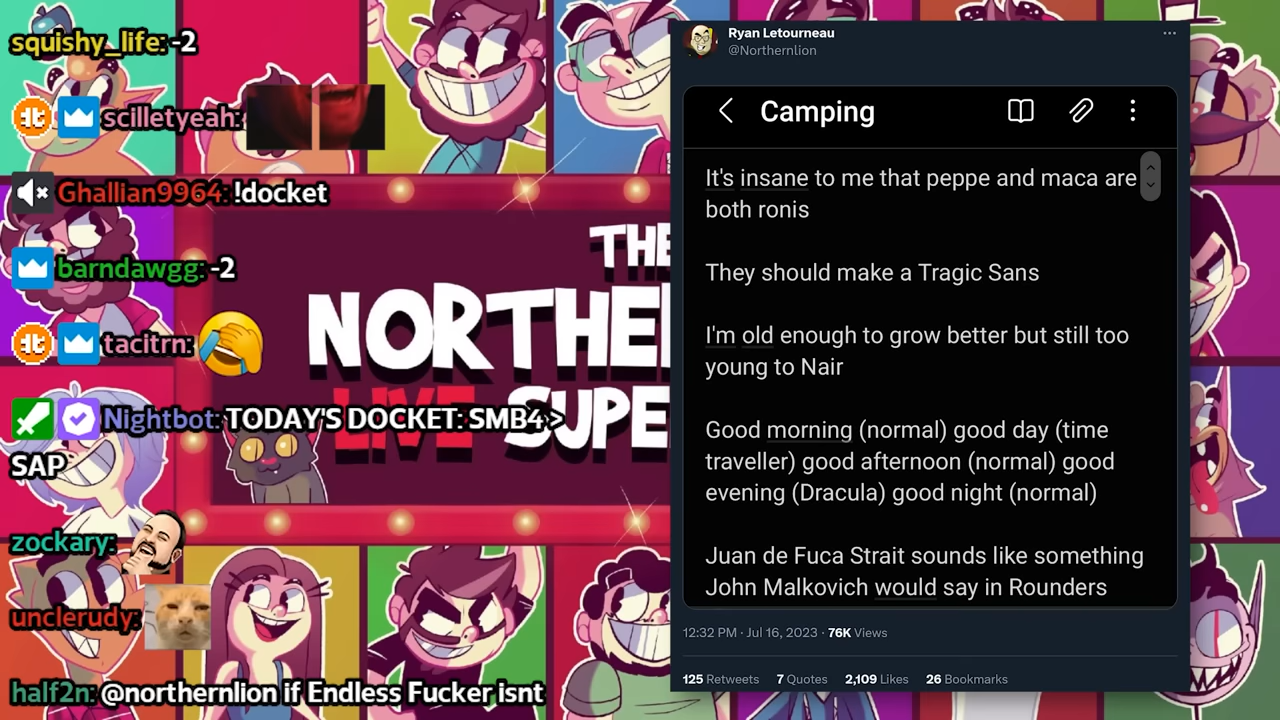 squishy_life: -2
scilletyeah:
Ghallian9964: !docket
barndawgg: -2
tacitrn:
Nightbot: TODAY'S DOCKET: SMB4 >
SAP
zockary:
unclerudy:
half2n: @northernlion if Endless Fucker isnt
THE
NORTHE
LIVE SUPE
Ryan Letourneau
@Northernlion
Camping
It's insane to me that peppe and maca are
both ronis
They should make a Tragic Sans
I'm old enough to grow better but still too
young to Nair
Good morning (normal) good day (time
traveller) good afternoon (normal) good
evening (Dracula) good night (normal)
Juan de Fuca Strait sounds like something
John Malkovich would say in Rounders
12:32 PM · Jul 16, 2023 · 76K Views
125 Retweets 7 Quotes 2,109 Likes 26 Bookmarks